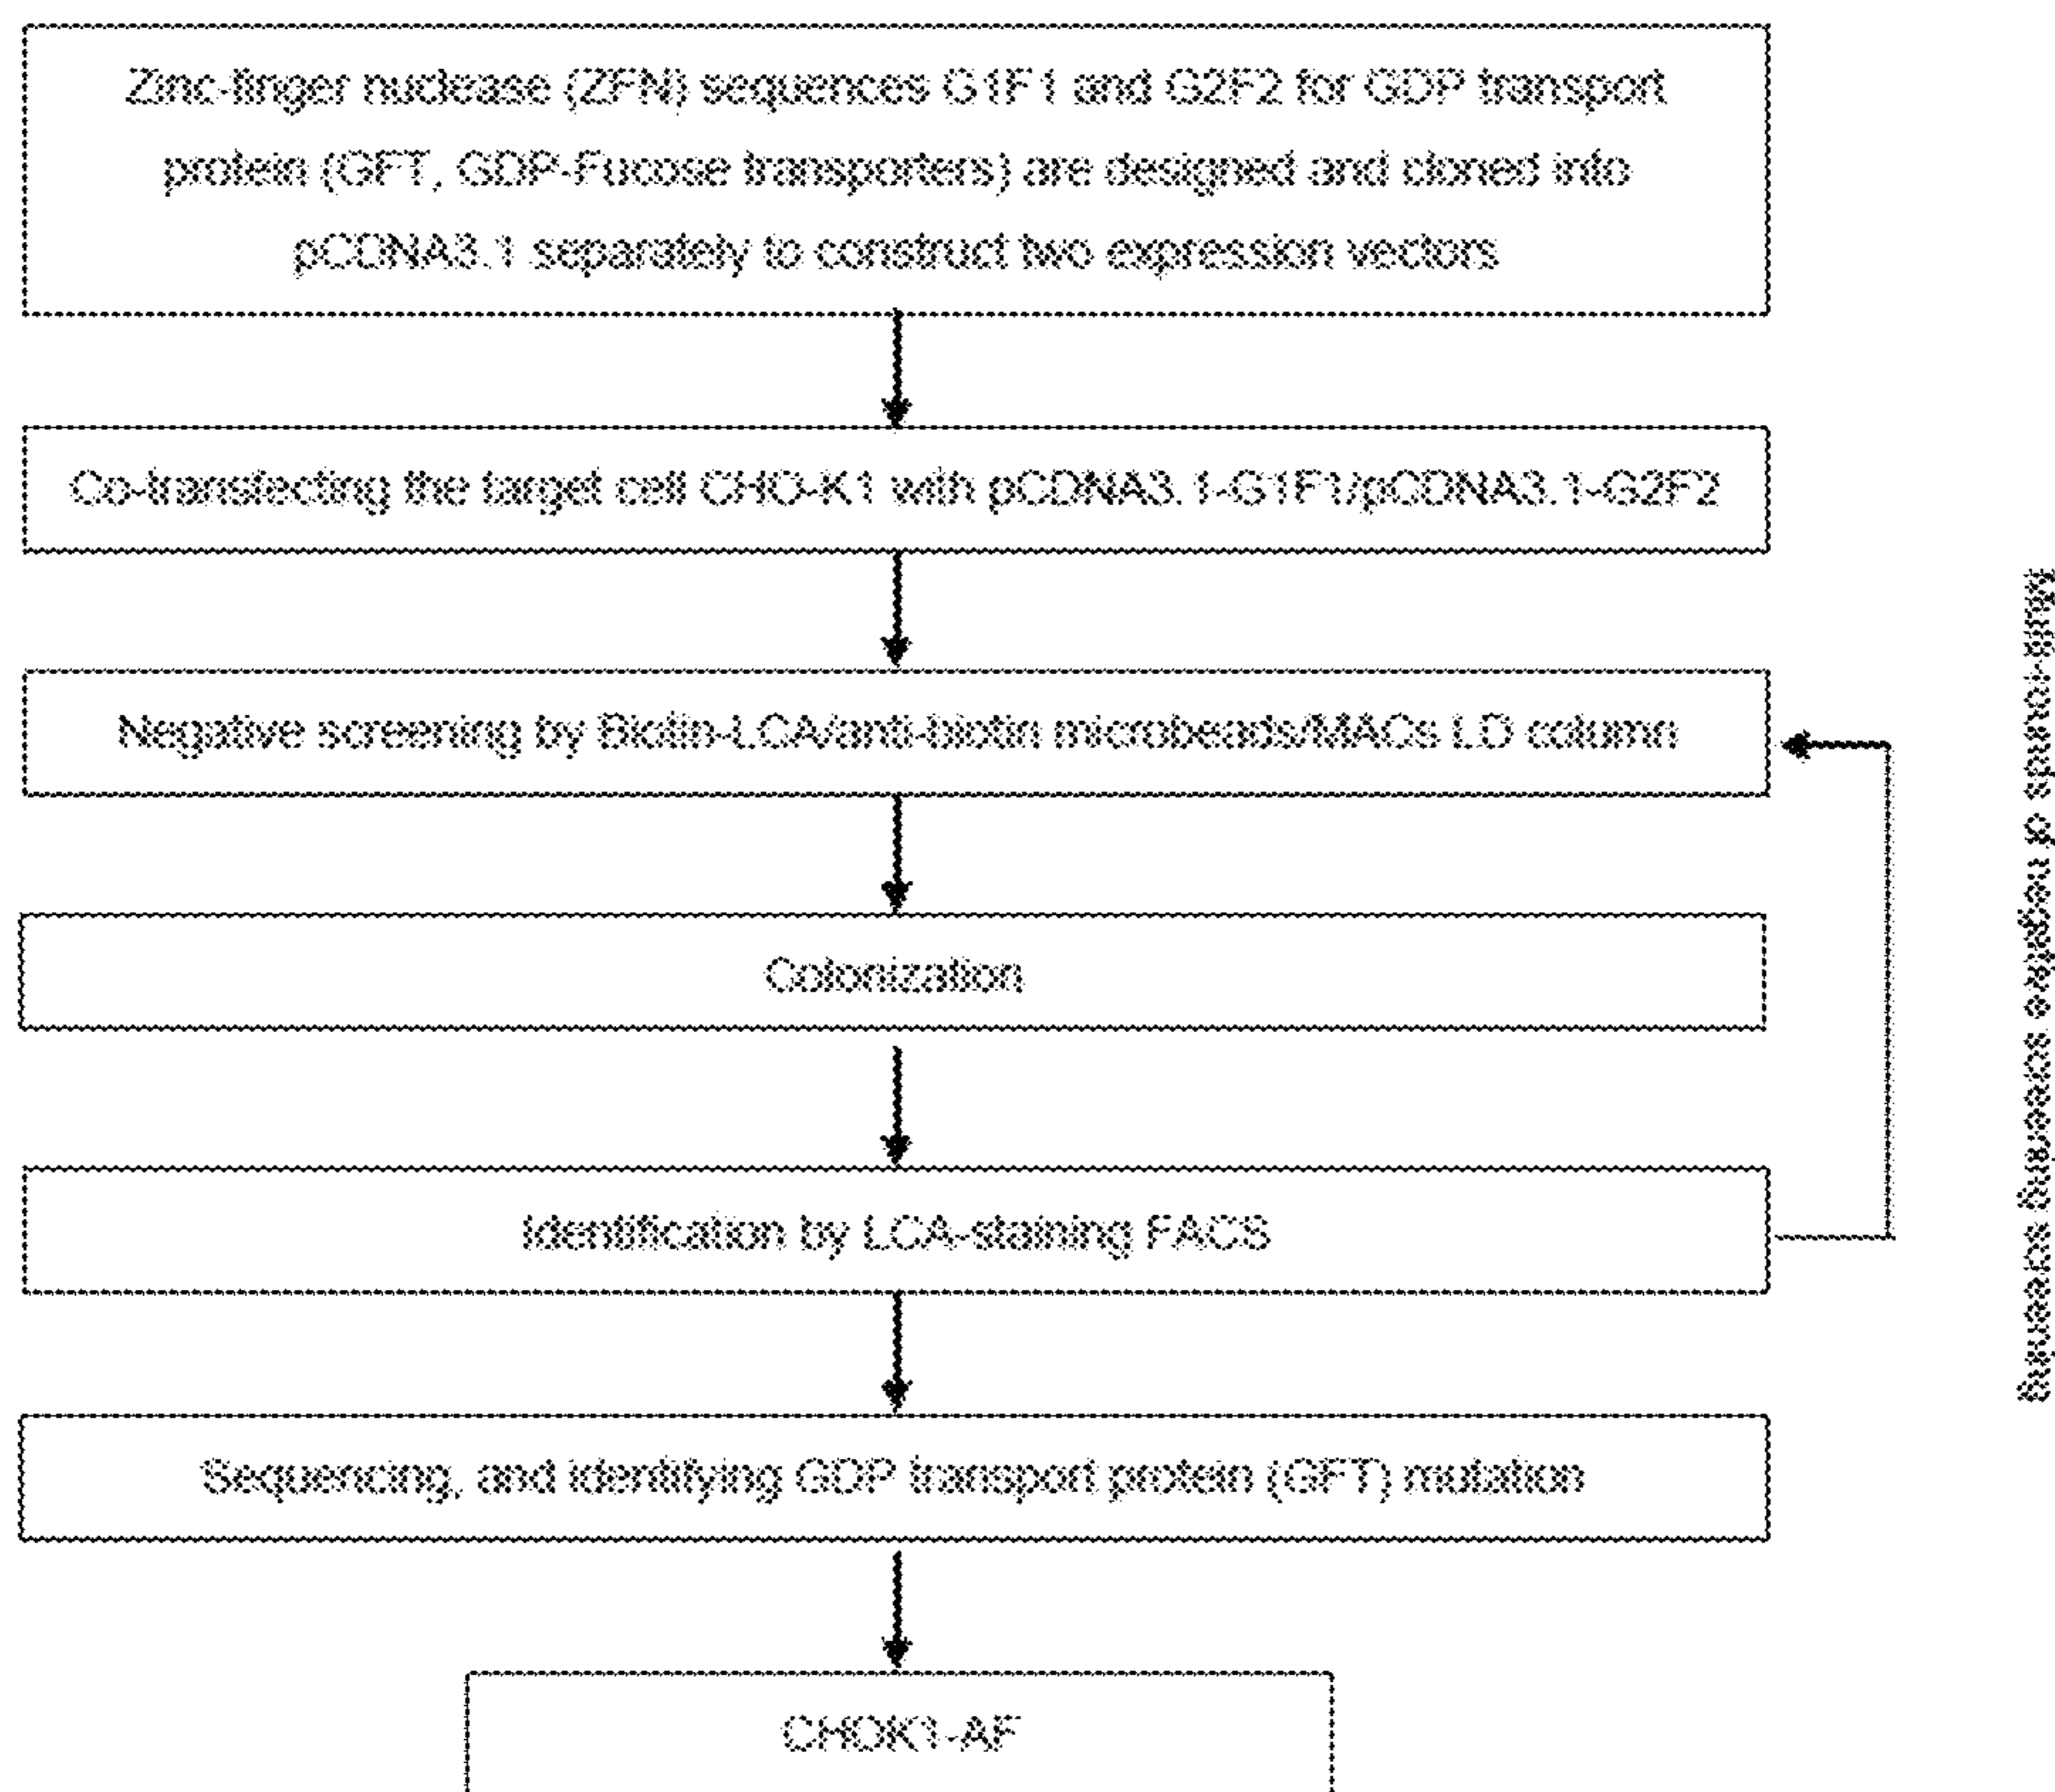 Zinc-finger nuclease (ZFN) sequences G1F1 and G2F2 for GDP transport
protein (GFT, GDP-Fucose transporters) are designed and cloned into
pCDNA3.1 separately to construct two expression vectors
Co-transfecting the target cell CHO-K1 with pCDNA3.1-G1F1/pCDNA3.1-G2F2
Negative screening by Biotin-LCA/anti-biotin microbeads/MACs LD column
Multi-rounds of negative screening
Colonization
Identification by LCA-staining FACS
Sequencing, and identifying GDP transport protein (GFT) mutation
CHOK1-AF